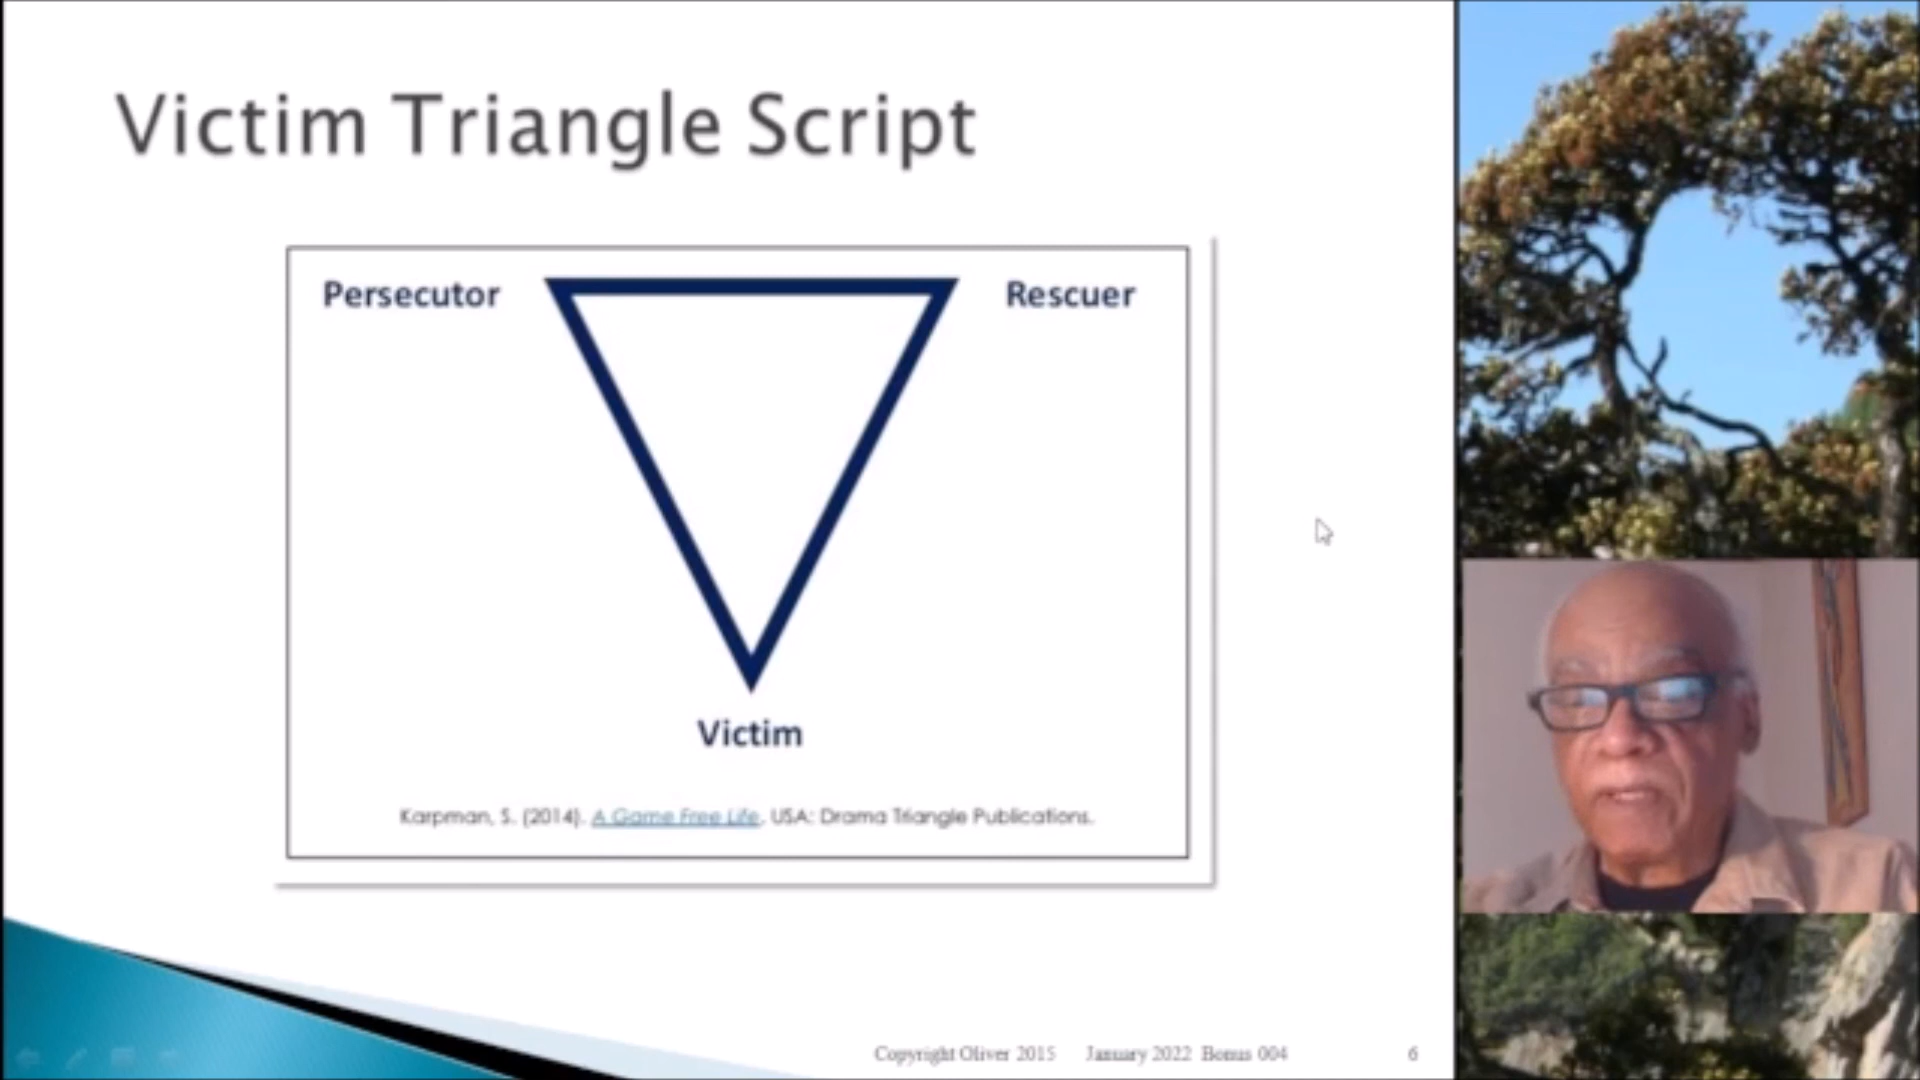 Victim Triangle Script
Persecutor
Rescuer
Victim
Karpman, S. (2014). A Game Free Life. USA: Drama Triangle Publications.
Copyright Oliver 2015 January 2022 Bonus 004 6